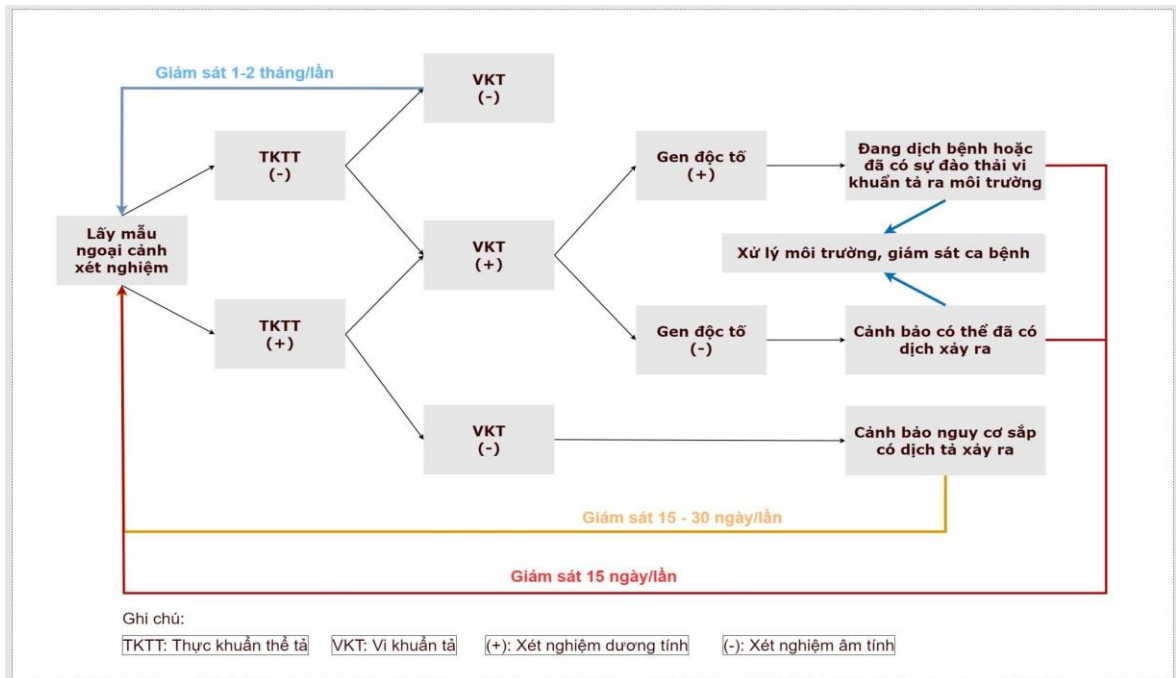 Giám sát 1-2 tháng/lần
VKT
(-)
TKTT
(-)
Gen độc tố
(+)
Đang dịch bệnh hoặc
đã có sự đào thải vi
khuẩn tả ra môi trường
Lấy mẫu
ngoại cảnh
xét nghiệm
VKT
(+)
Xử lý môi trường, giám sát ca bệnh
TKTT
(+)
Gen độc tố
(-)
Cảnh bảo có thể đã có
dịch xảy ra
VKT
(-)
Cảnh bảo nguy cơ sắp
có dịch tả xảy ra
Giám sát 15 - 30 ngày/lần
Giám sát 15 ngày/lần
Ghi chú:
TKTT: Thực khuẩn thể tả VKT: Vi khuẩn tả (+): Xét nghiệm dương tính (-): Xét nghiệm âm tính